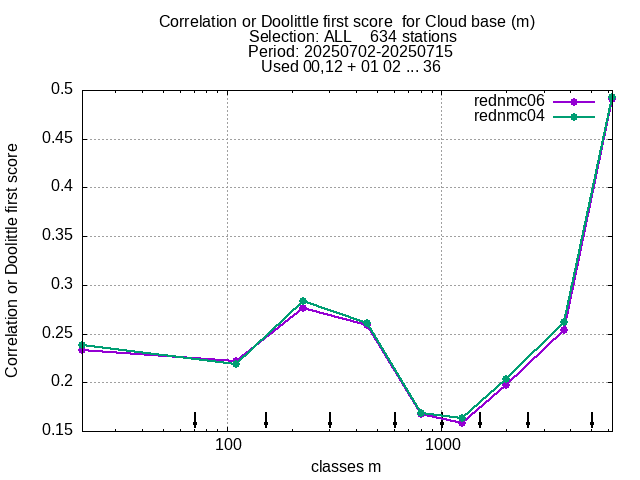 Correlation or Doolittle first score  for Cloud base (m)
Selection: ALL    634 stations
Period: 20250702-20250715
Used 00,12 + 01 02 ... 36
rednmc06
rednmc04
0.5
0.45
0.4
0.35
0.3
0.25
0.2
0.15
Correlation or Doolittle first score
100
1000
classes m